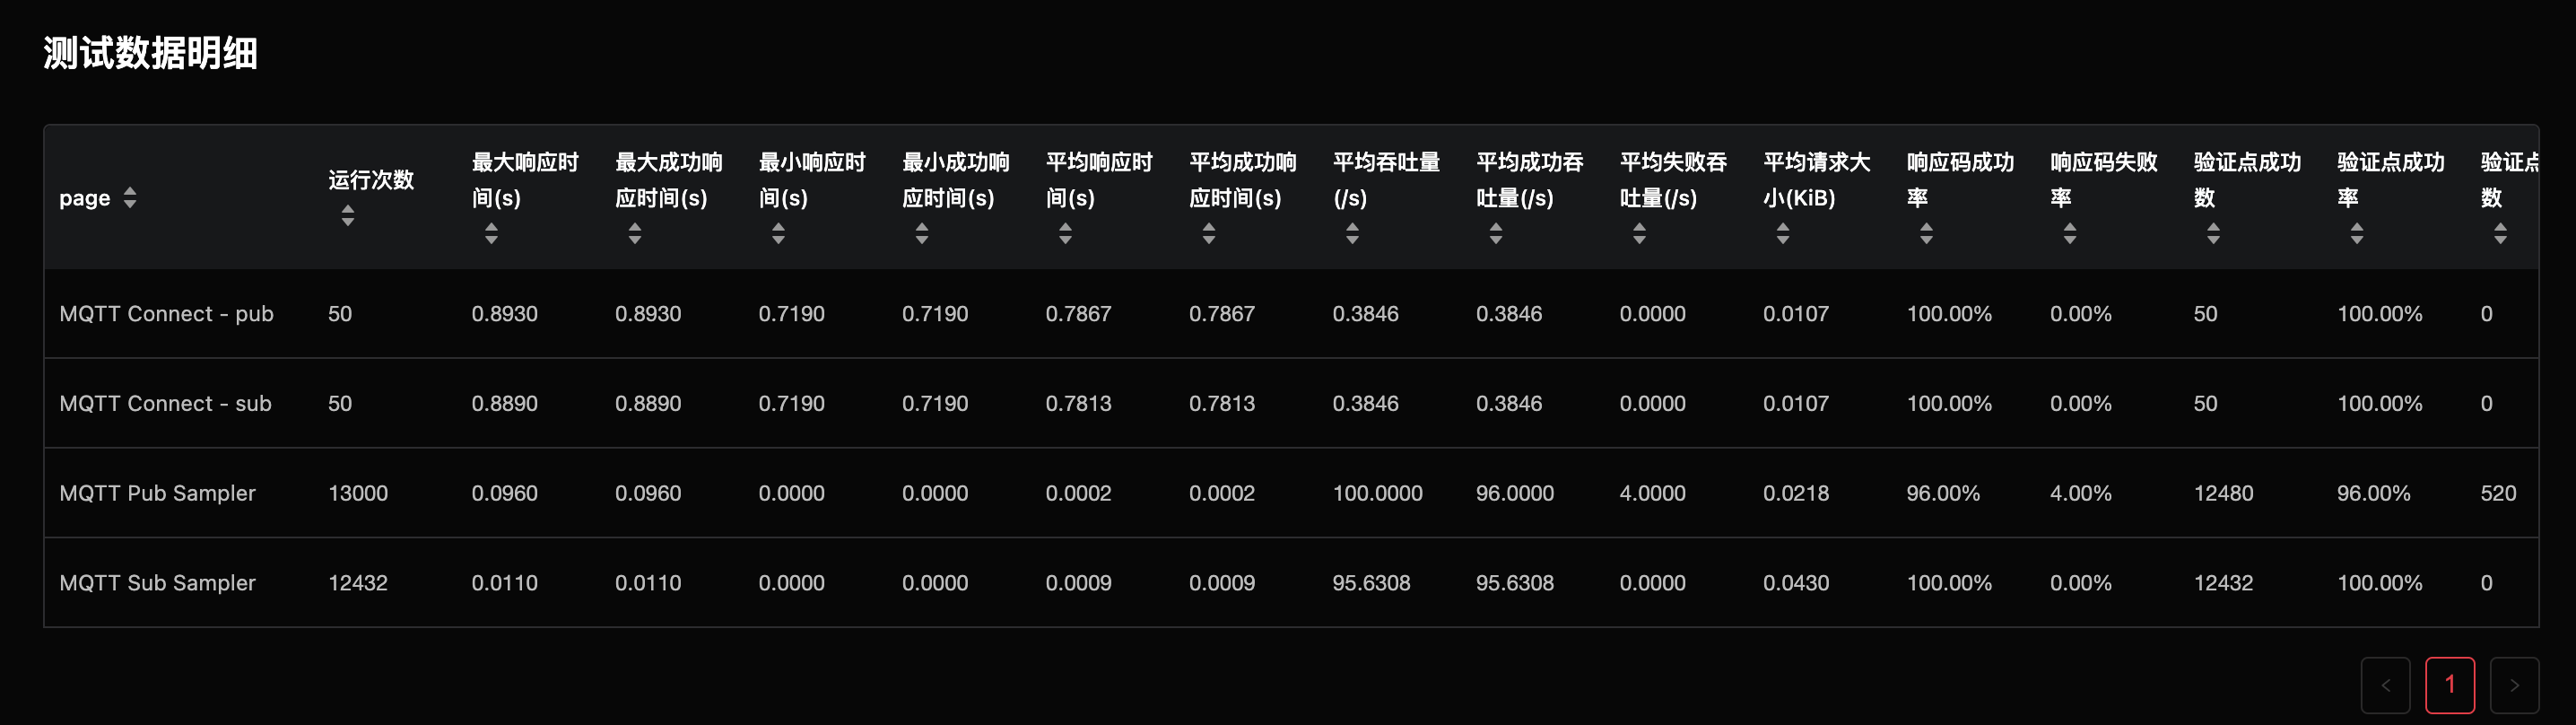 测试数据明细
page 运行次数 最大响应时间(s) 最大成功响应时间(s) 最小响应时间(s) 最小成功响应时间(s) 平均响应时间(s) 平均成功响应时间(s) 平均吞吐量(/s) 平均成功吞吐量(/s) 平均失败吞吐量(/s) 平均请求大小(KiB) 响应码成功率 响应码失败率 验证点成功数 验证点成功率 验证点数
MQTT Connect - pub 50 0.8930 0.8930 0.7190 0.7190 0.7867 0.7867 0.3846 0.3846 0.0000 0.0107 100.00% 0.00% 50 100.00% 0
MQTT Connect - sub 50 0.8890 0.8890 0.7190 0.7190 0.7813 0.7813 0.3846 0.3846 0.0000 0.0107 100.00% 0.00% 50 100.00% 0
MQTT Pub Sampler 13000 0.0960 0.0960 0.0000 0.0000 0.0002 0.0002 100.0000 96.0000 4.0000 0.0218 96.00% 4.00% 12480 96.00% 520
MQTT Sub Sampler 12432 0.0110 0.0110 0.0000 0.0000 0.0009 0.0009 95.6308 95.6308 0.0000 0.0430 100.00% 0.00% 12432 100.00% 0
< 1 >